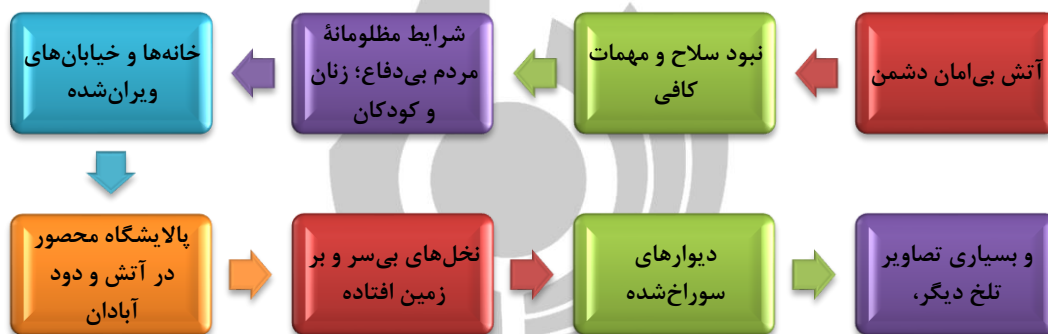 آتش بی‌امان دشمن
نبود سلاح و مهمات
کافی
شرایط مظلومانهٔ
مردم بی‌دفاع؛ زنان
و کودکان
خانه‌ها و خیابان‌های
ویران‌شده
پالایشگاه محصور
در آتش و دود
آبادان
نخل‌های بی‌سر و بر
زمین افتاده
دیوارهای
سوراخ‌شده
و بسیاری تصاویر
تلخ دیگر،